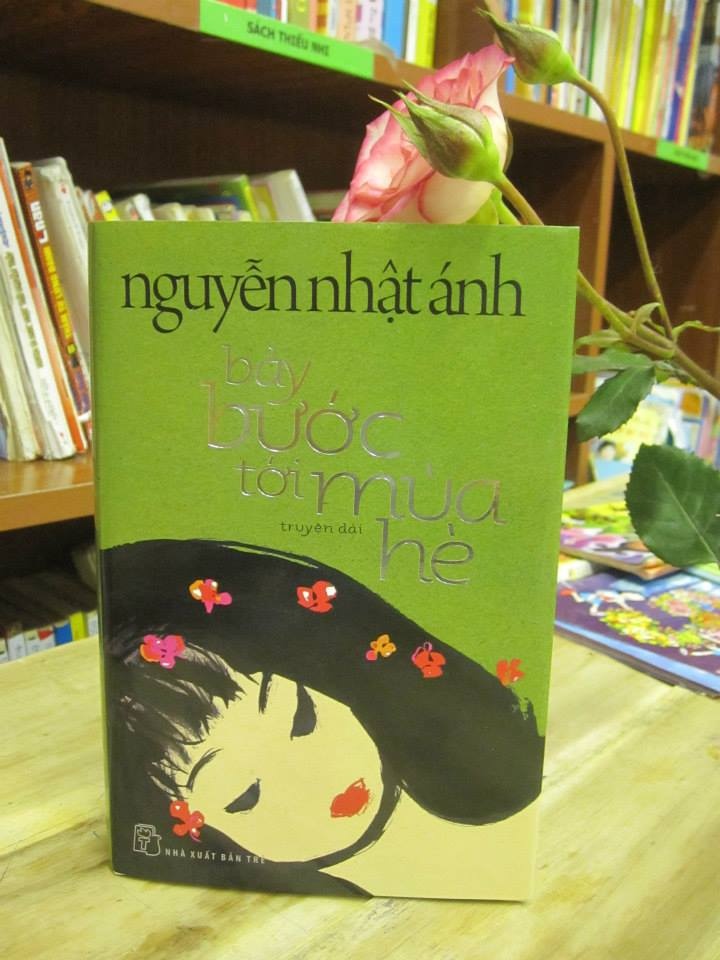 SÁCH THIẾU NHI
nguyễn nhật ánh
bảy
bước
tới mùa
hè
truyện dài
NHÀ XUẤT BẢN TRẺ